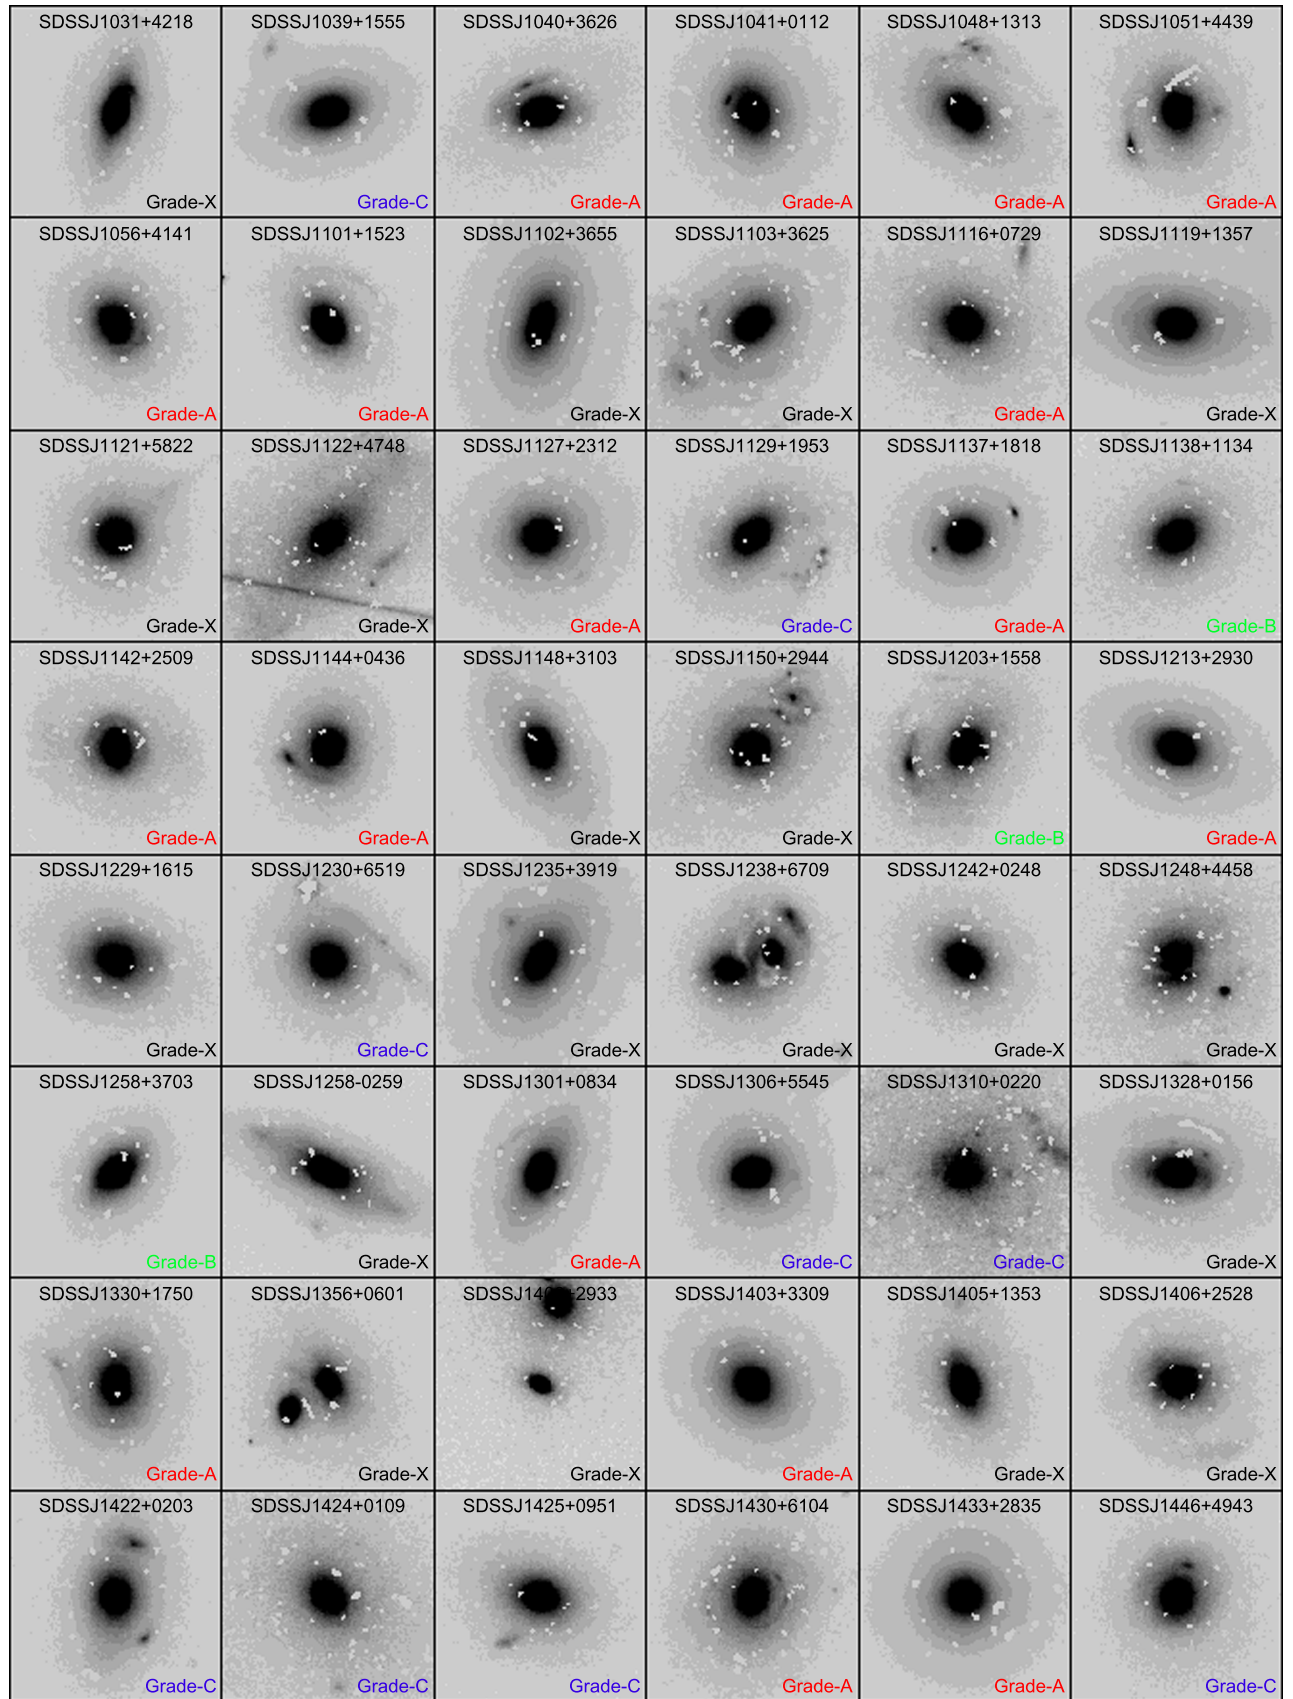 SDSSJ1031+4218 SDSSJ1039+1555 SDSSJ1040+3626 SDSSJ1041+0112 SDSSJ1048+1313 SDSSJ1051+4439
Grade-X Grade-C Grade-A Grade-A Grade-A Grade-A
SDSSJ1056+4141 SDSSJ1101+1523 SDSSJ1102+3655 SDSSJ1103+3625 SDSSJ1116+0729 SDSSJ1119+1357
Grade-A Grade-A Grade-X Grade-X Grade-A Grade-X
SDSSJ1121+5822 SDSSJ1122+4748 SDSSJ1127+2312 SDSSJ1129+1953 SDSSJ1137+1818 SDSSJ1138+1134
Grade-X Grade-X Grade-A Grade-C Grade-A Grade-B
SDSSJ1142+2509 SDSSJ1144+0436 SDSSJ1148+3103 SDSSJ1150+2944 SDSSJ1203+1558 SDSSJ1213+2930
Grade-A Grade-A Grade-X Grade-X Grade-B Grade-A
SDSSJ1229+1615 SDSSJ1230+6519 SDSSJ1235+3919 SDSSJ1238+6709 SDSSJ1242+0248 SDSSJ1248+4458
Grade-X Grade-C Grade-X Grade-X Grade-X Grade-X
SDSSJ1258+3703 SDSSJ1258-0259 SDSSJ1301+0834 SDSSJ1306+5545 SDSSJ1310+0220 SDSSJ1328+0156
Grade-B Grade-X Grade-A Grade-C Grade-C Grade-X
SDSSJ1330+1750 SDSSJ1356+0601 SDSSJ1403+3309 SDSSJ1405+1353 SDSSJ1406+2528
Grade-A Grade-X Grade-X Grade-A Grade-X Grade-X
SDSSJ1422+0203 SDSSJ1424+0109 SDSSJ1425+0951 SDSSJ1430+6104 SDSSJ1433+2835 SDSSJ1446+4943
Grade-C Grade-C Grade-C Grade-A Grade-A Grade-C